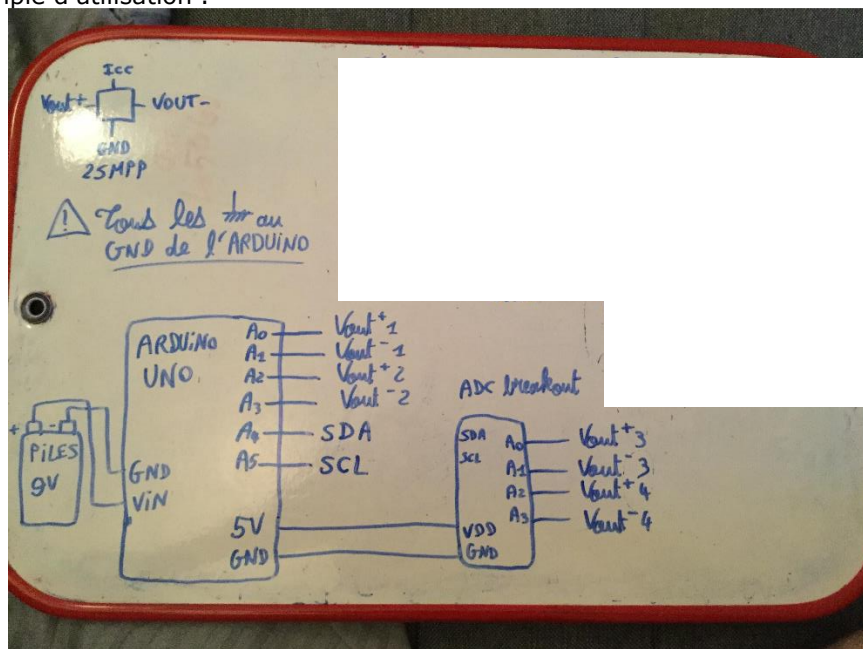 ple d'utilisation :
Icc
Vout+ VOUT-
GND
25MPP
! Tous les au
GND de l'ARDUiNO
ARDUiNO
UNO
A0 Vout+1
A1 Vout-1
A2 Vout+2
A3 Vout-2
A4 SDA
A5 SCL
+ -
PiLES
9V
GND
ViN
5V
GND
ADC breakout
SDA
SCL
A0 Vout+3
A1 Vout-3
A2 Vout+4
A3 Vout-4
VDD
GND